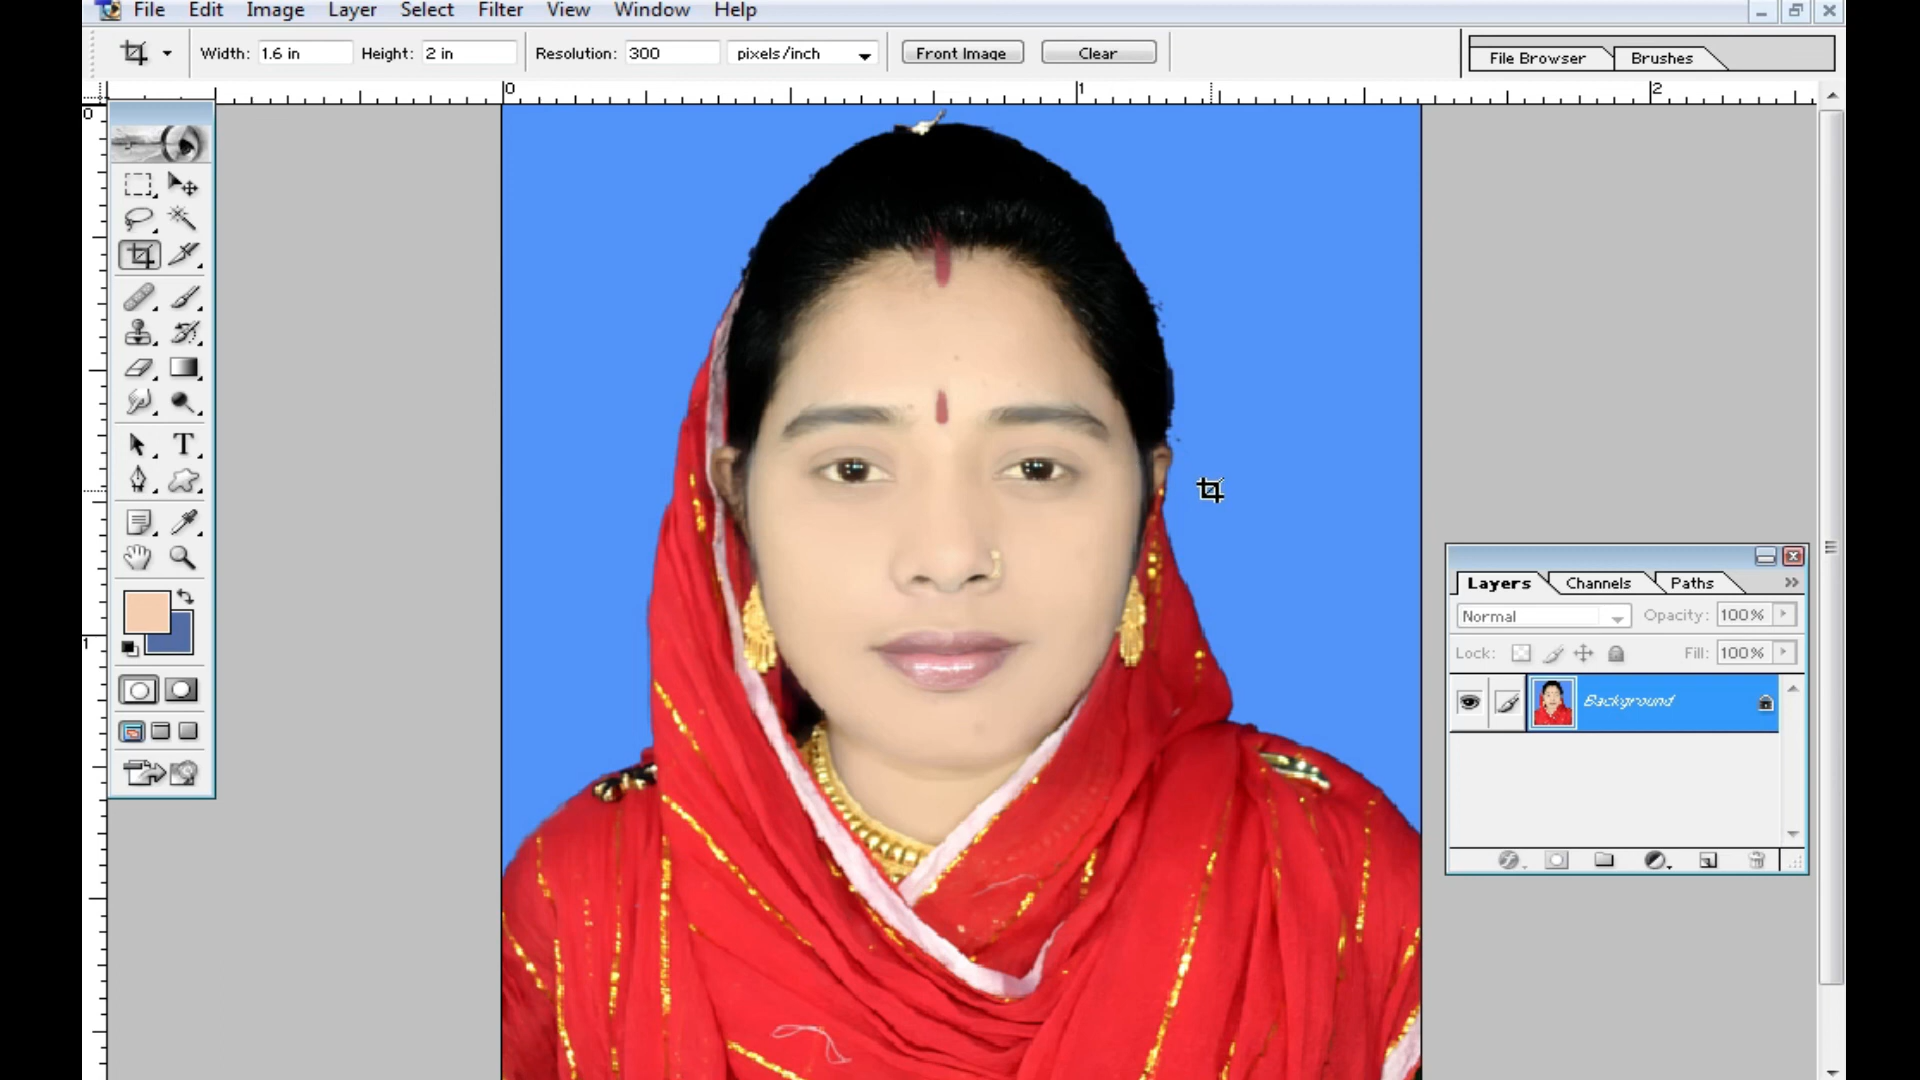 File Edit Image Layer Select Filter View Window Help
Width: 1.6 in Height: 2 in Resolution: 300 pixels/inch Front Image Clear File Browser Brushes
0 1 2
0
T
1
Layers Channels Paths
Normal Opacity: 100%
Lock: Fill: 100%
Background